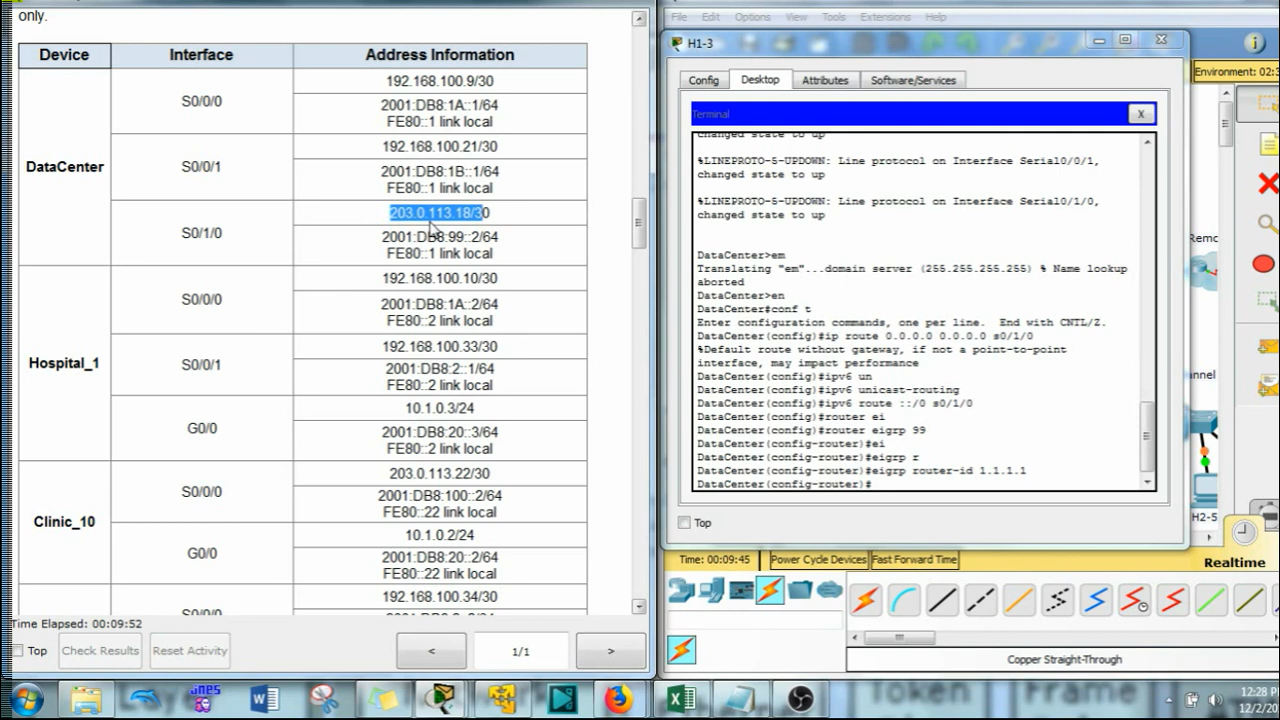 only.
Device Interface Address Information
DataCenter
S0/0/0
192.168.100.9/30
2001:DB8:1A::1/64
FE80::1 link local
S0/0/1
192.168.100.21/30
2001:DB8:1B::1/64
FE80::1 link local
S0/1/0
203.0.113.18/30
2001:DB8:99::2/64
FE80::1 link local
Hospital_1
S0/0/0
192.168.100.10/30
2001:DB8:1A::2/64
FE80::2 link local
S0/0/1
192.168.100.33/30
2001:DB8:2::1/64
FE80::2 link local
G0/0
10.1.0.3/24
2001:DB8:20::3/64
FE80::2 link local
Clinic_10
S0/0/0
203.0.113.22/30
2001:DB8:100::2/64
FE80::22 link local
G0/0
10.1.0.2/24
2001:DB8:20::2/64
FE80::22 link local
S0/0/0
192.168.100.34/30
Time Elapsed: 00:09:52
Top Check Results Reset Activity < 1/1 >
File Edit Options View Tools Extensions Help
H1-3
Config Desktop Attributes Software/Services
Terminal X
changed state to up
%LINEPROTO-5-UPDOWN: Line protocol on Interface Serial0/0/1,
changed state to up
%LINEPROTO-5-UPDOWN: Line protocol on Interface Serial0/1/0,
changed state to up
DataCenter>em
Translating "em"...domain server (255.255.255.255) % Name lookup
aborted
DataCenter>en
DataCenter#conf t
Enter configuration commands, one per line.  End with CNTL/Z.
DataCenter(config)#ip route 0.0.0.0 0.0.0.0 s0/1/0
%Default route without gateway, if not a point-to-point
interface, may impact performance
DataCenter(config)#ipv6 un
DataCenter(config)#ipv6 unicast-routing
DataCenter(config)#ipv6 route ::/0 s0/1/0
DataCenter(config)#router ei
DataCenter(config)#router eigrp 99
DataCenter(config-router)#ei
DataCenter(config-router)#eigrp r
DataCenter(config-router)#eigrp router-id 1.1.1.1
DataCenter(config-router)#
Top
Environment: 02:3
Remo
nnel
H2-5
Time: 00:09:45 Power Cycle Devices Fast Forward Time
Realtime
Copper Straight-Through
12:28 P
12/2/20